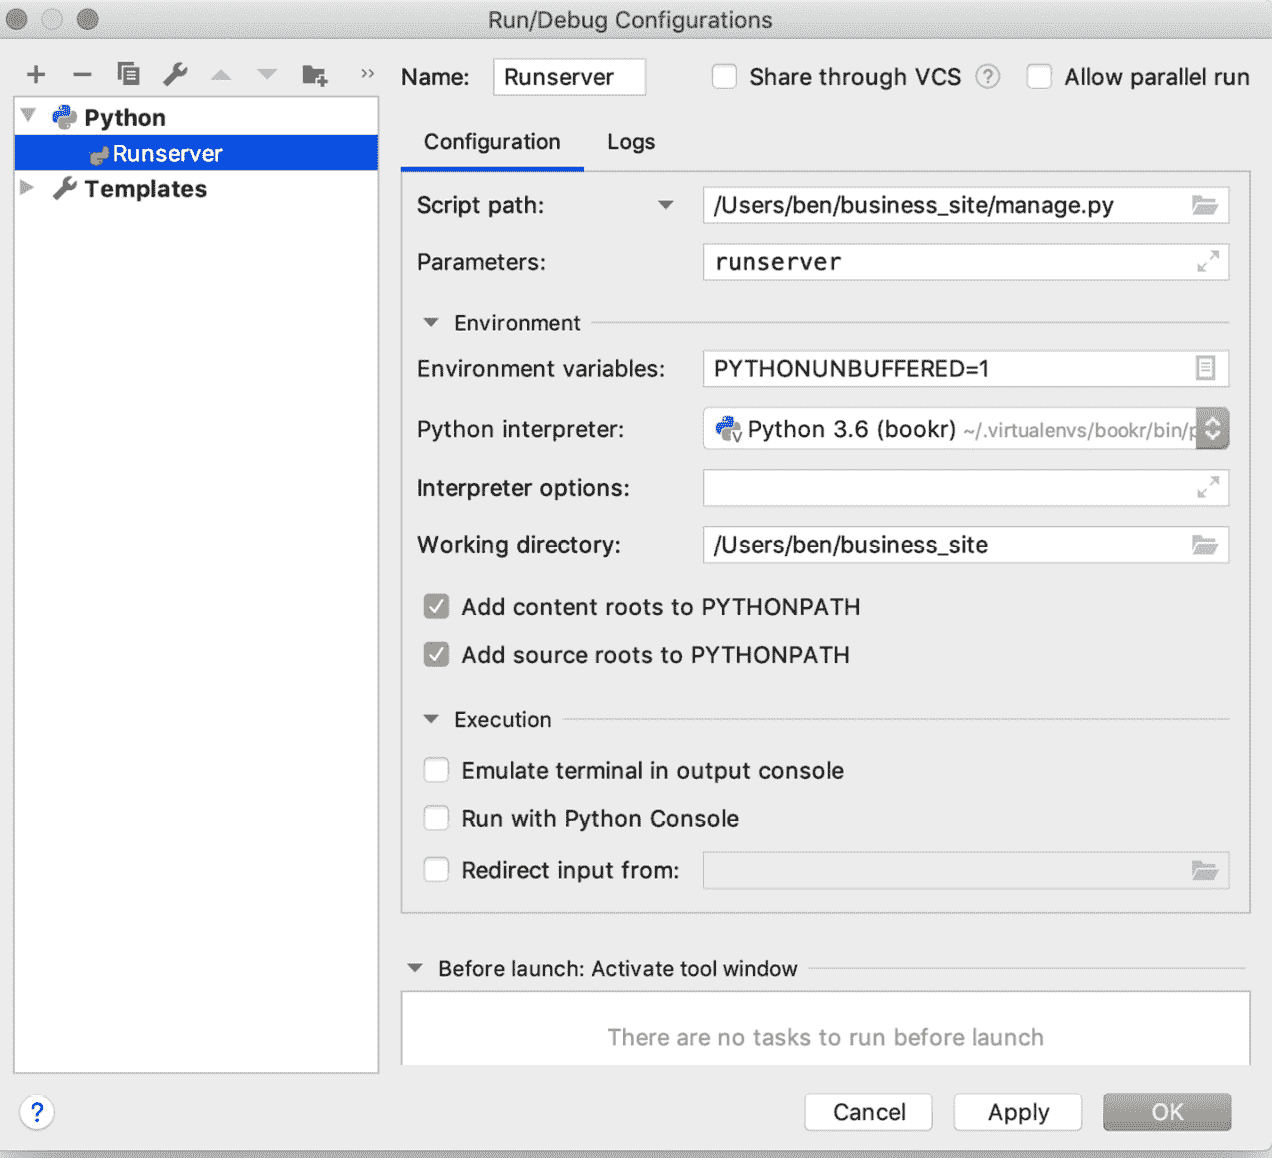 Run/Debug Configurations
Name: Runserver Share through VCS ? Allow parallel run
Python
Runserver
Templates
Configuration Logs
Script path: /Users/ben/business_site/manage.py
Parameters: runserver
Environment
Environment variables: PYTHONUNBUFFERED=1
Python interpreter: Python 3.6 (bookr) ~/.virtualenvs/bookr/bin/p
Interpreter options:
Working directory: /Users/ben/business_site
Add content roots to PYTHONPATH
Add source roots to PYTHONPATH
Execution
Emulate terminal in output console
Run with Python Console
Redirect input from:
Before launch: Activate tool window
There are no tasks to run before launch
? Cancel Apply OK